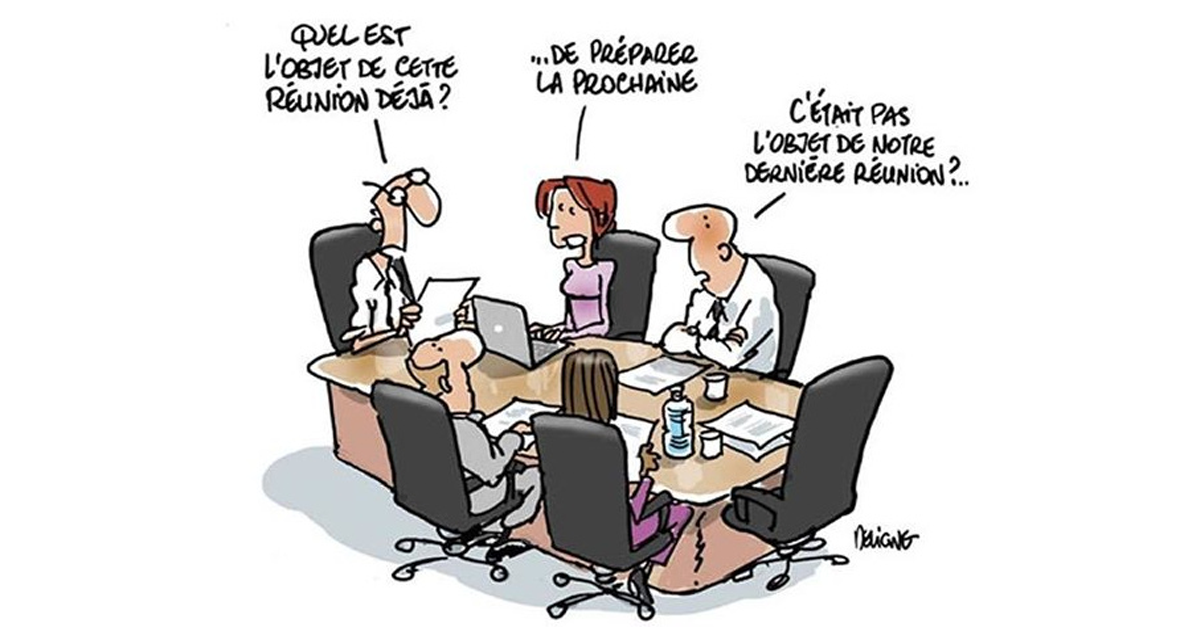 QUEL EST
L'OBJET DE CETTE
RÉUNION DÉJÀ?
...DE PRÉPARER
LA PROCHAINE
C'ÉTAIT PAS
L'OBJET DE NOTRE
DERNIÈRE RÉUNION?..
DELIGNE